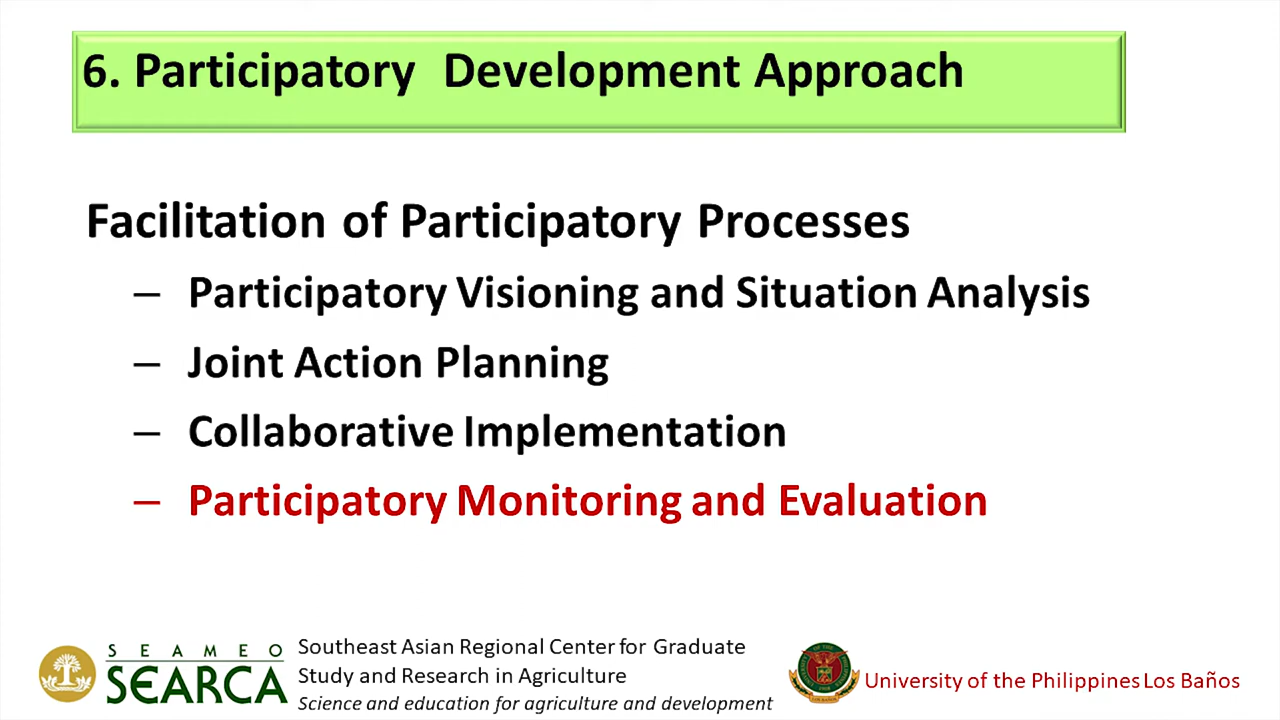 6. Participatory Development Approach
Facilitation of Participatory Processes
– Participatory Visioning and Situation Analysis
– Joint Action Planning
– Collaborative Implementation
– Participatory Monitoring and Evaluation
SEAMEO
SEARCA
Southeast Asian Regional Center for Graduate
Study and Research in Agriculture
Science and education for agriculture and development
University of the Philippines Los Baños